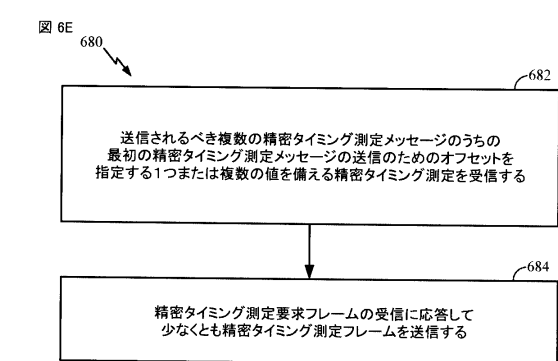 図 6E
680
682
送信されるべき複数の精密タイミング測定メッセージのうちの
最初の精密タイミング測定メッセージの送信のためのオフセットを
指定する1つまたは複数の値を備える精密タイミング測定を受信する
684
精密タイミング測定要求フレームの受信に応答して
少なくとも精密タイミング測定フレームを送信する